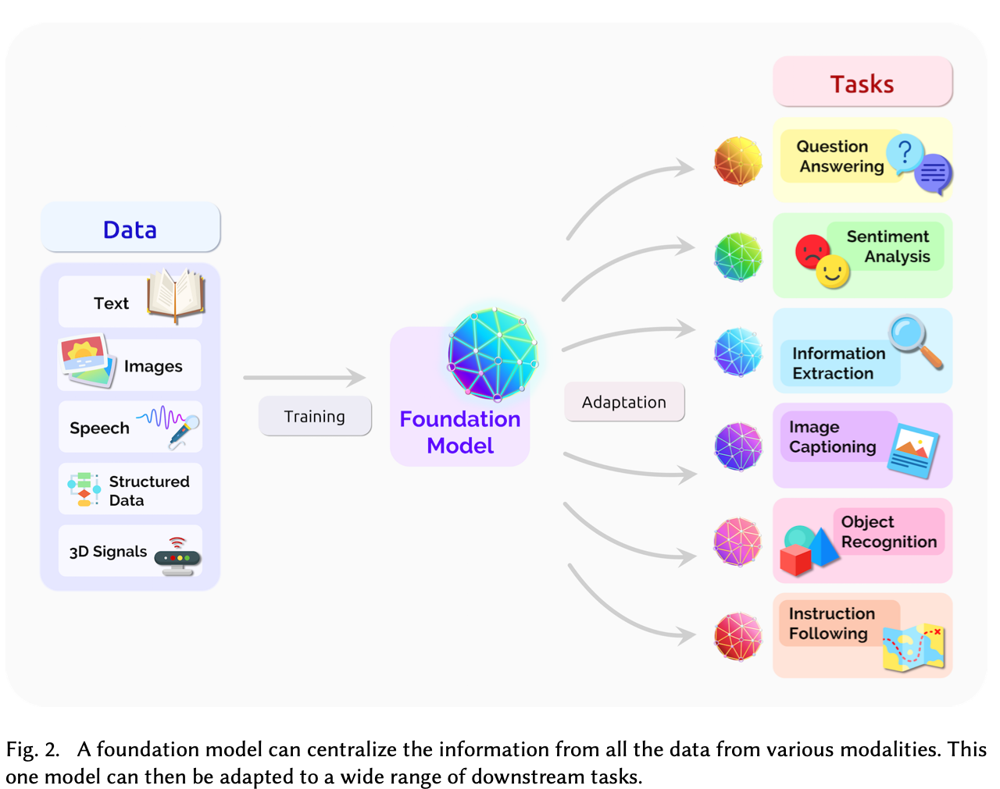 Data
Text
Images
Speech
Structured
Data
3D Signals
Training
Foundation
Model
Adaptation
Tasks
Question
Answering
?
Sentiment
Analysis
Information
Extraction
Image
Captioning
Object
Recognition
Instruction
Following
Fig. 2. A foundation model can centralize the information from all the data from various modalities. This
one model can then be adapted to a wide range of downstream tasks.